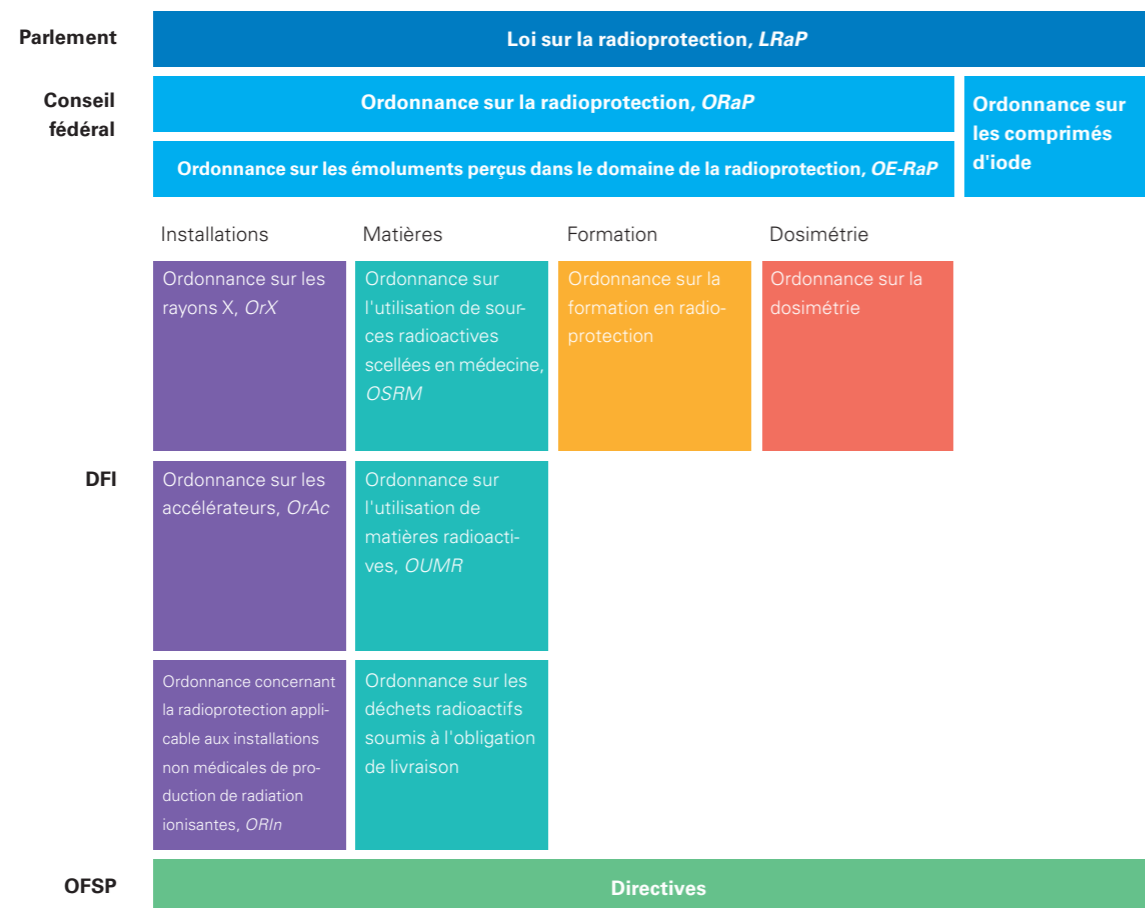 Parlement
Loi sur la radioprotection, LRaP
Conseil
fédéral
Ordonnance sur la radioprotection, ORaP
Ordonnance sur les émoluments perçus dans le domaine de la radioprotection, OE-RaP
Ordonnance sur
les comprimés
d'iode
Installations
Matières
Formation
Dosimétrie
Ordonnance sur les
rayons X, OrX
Ordonnance sur
l'utilisation de sour-
ces radioactives
scellées en médecine,
OSRM
Ordonnance sur la
formation en radio-
protection
Ordonnance sur la
dosimétrie
DFI
Ordonnance sur les
accélérateurs, OrAc
Ordonnance sur
l'utilisation de
matières radioacti-
ves, OUMR
Ordonnance concernant
la radioprotection appli-
cable aux installations
non médicales de pro-
duction de radiation
ionisantes, ORIn
Ordonnance sur les
déchets radioactifs
soumis à l'obligation
de livraison
OFSP
Directives